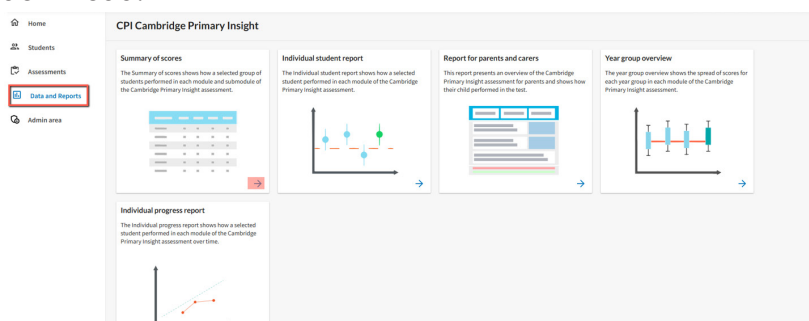 Home
Students
Assessments
Data and Reports
Admin area
CPI Cambridge Primary Insight
Summary of scores
The Summary of scores shows how a selected group of
students performed in each module and submodule of
the Cambridge Primary Insight assessment.
Individual student report
The Individual student report shows how a selected
student performed in each module of the Cambridge
Primary Insight assessment.
Report for parents and carers
This report presents an overview of the Cambridge
Primary Insight assessment for parents and shows how
their child performed in the test.
Year group overview
The year group overview shows the spread of scores for
each year group in each module of the Cambridge
Primary Insight assessment.
Individual progress report
The Individual progress report shows how a selected
student performed in each module of the Cambridge
Primary Insight assessment over time.